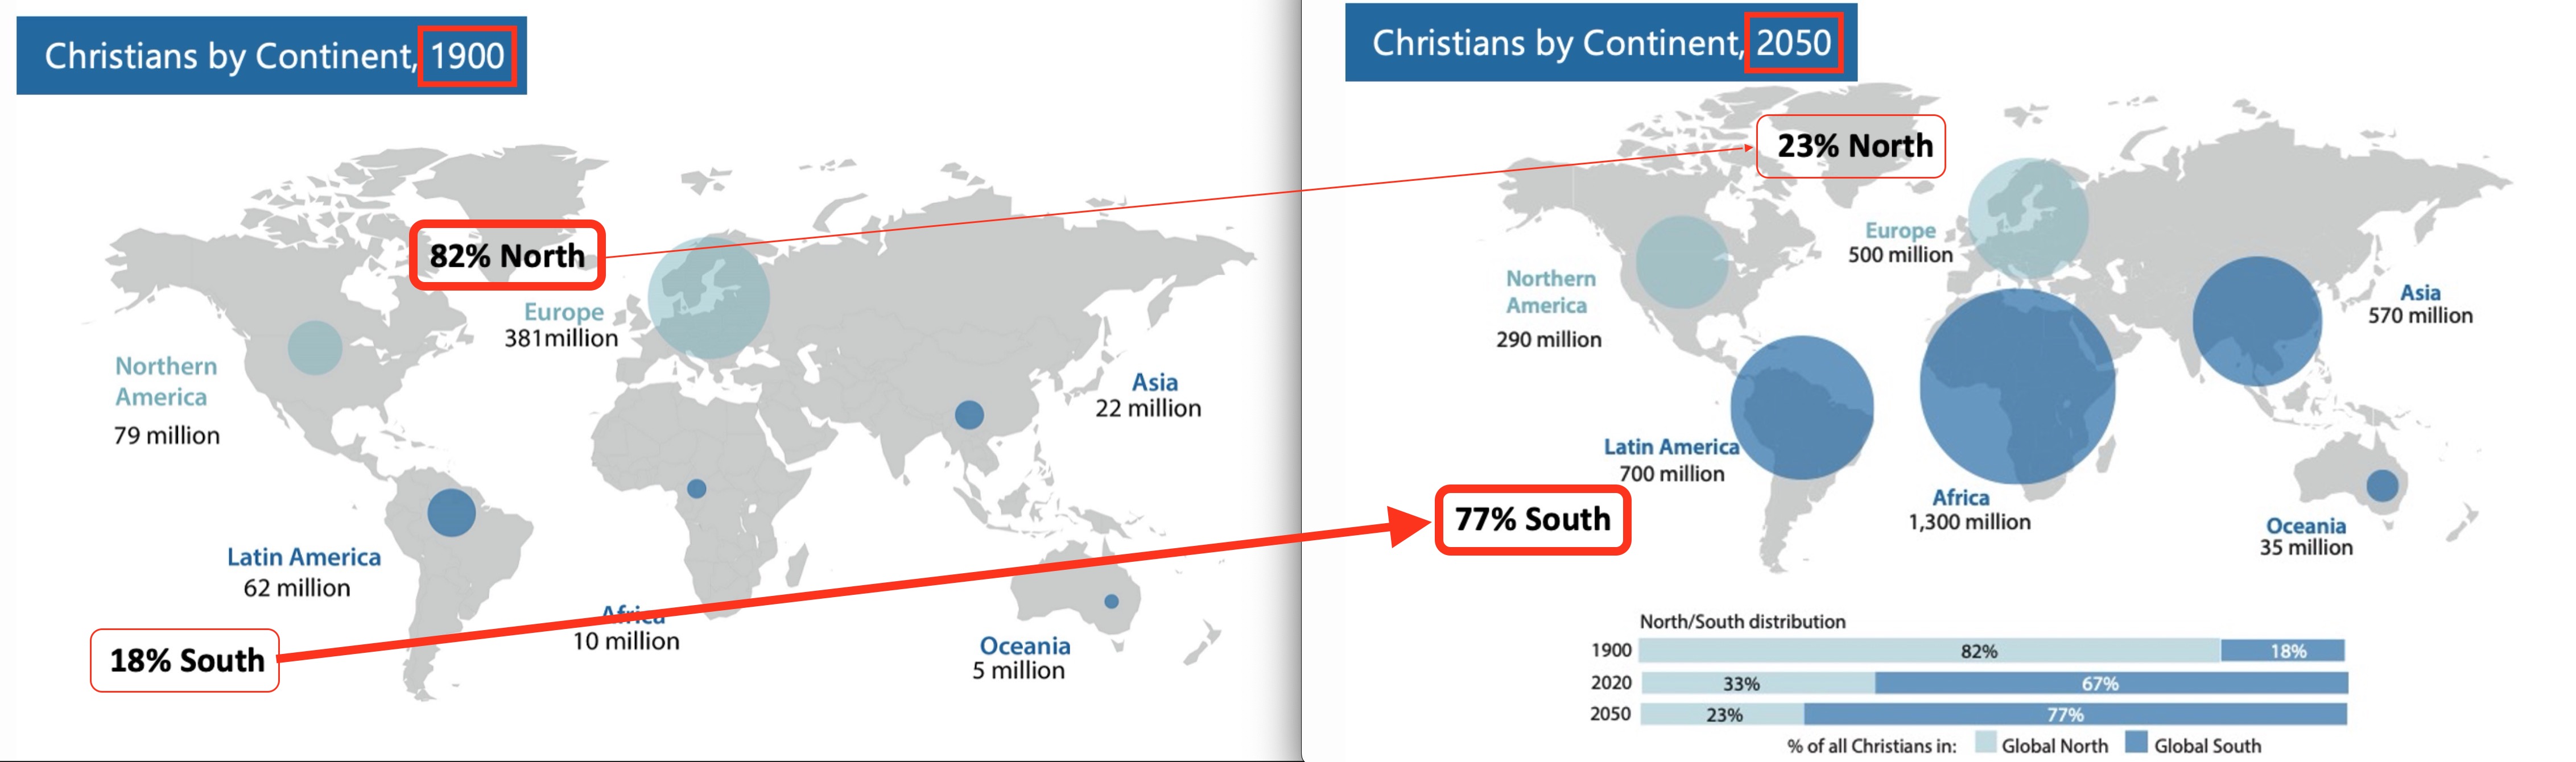 Christians by Continent, 1900
82% North
Europe
381million
Northern
America
79 million
Asia
22 million
Latin America
62 million
Africa
10 million
18% South
Oceania
5 million
Christians by Continent, 2050
23% North
Europe
500 million
Northern
America
290 million
Asia
570 million
Latin America
700 million
77% South
Africa
1,300 million
Oceania
35 million
North/South distribution
1900 82% 18%
2020 33% 67%
2050 23% 77%
% of all Christians in: Global North Global South